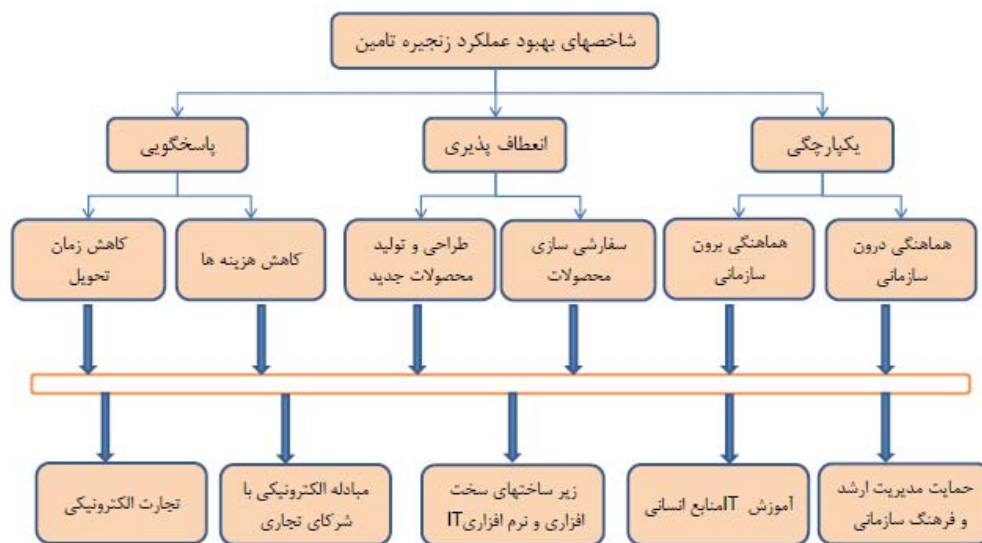 شاخصهای بهبود عملکرد زنجیره تامین
یکپارچگی
انعطاف پذیری
پاسخگویی
هماهنگی درون
سازمانی
هماهنگی برون
سازمانی
سفارشی سازی
محصولات
طراحی و تولید
محصولات جدید
کاهش هزینه ها
کاهش زمان
تحویل
حمایت مدیریت ارشد
و فرهنگ سازمانی
آموزش ITمنابع انسانی
زیر ساختهای سخت
افزاری و نرم افزاریIT
مبادله الکترونیکی با
شرکای تجاری
تجارت الکترونیکی